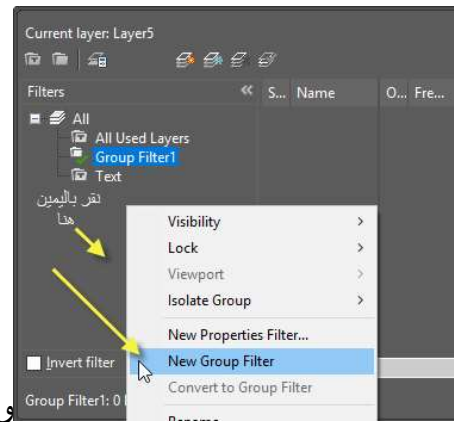 Current layer: Layer5
Filters
S... Name O... Fre...
All
All Used Layers
Group Filter1
Text
نقر باليمين
هنا
Visibility
Lock
Viewport
Isolate Group
New Properties Filter...
New Group Filter
Convert to Group Filter
Rename
Invert filter
Group Filter1: 0
و